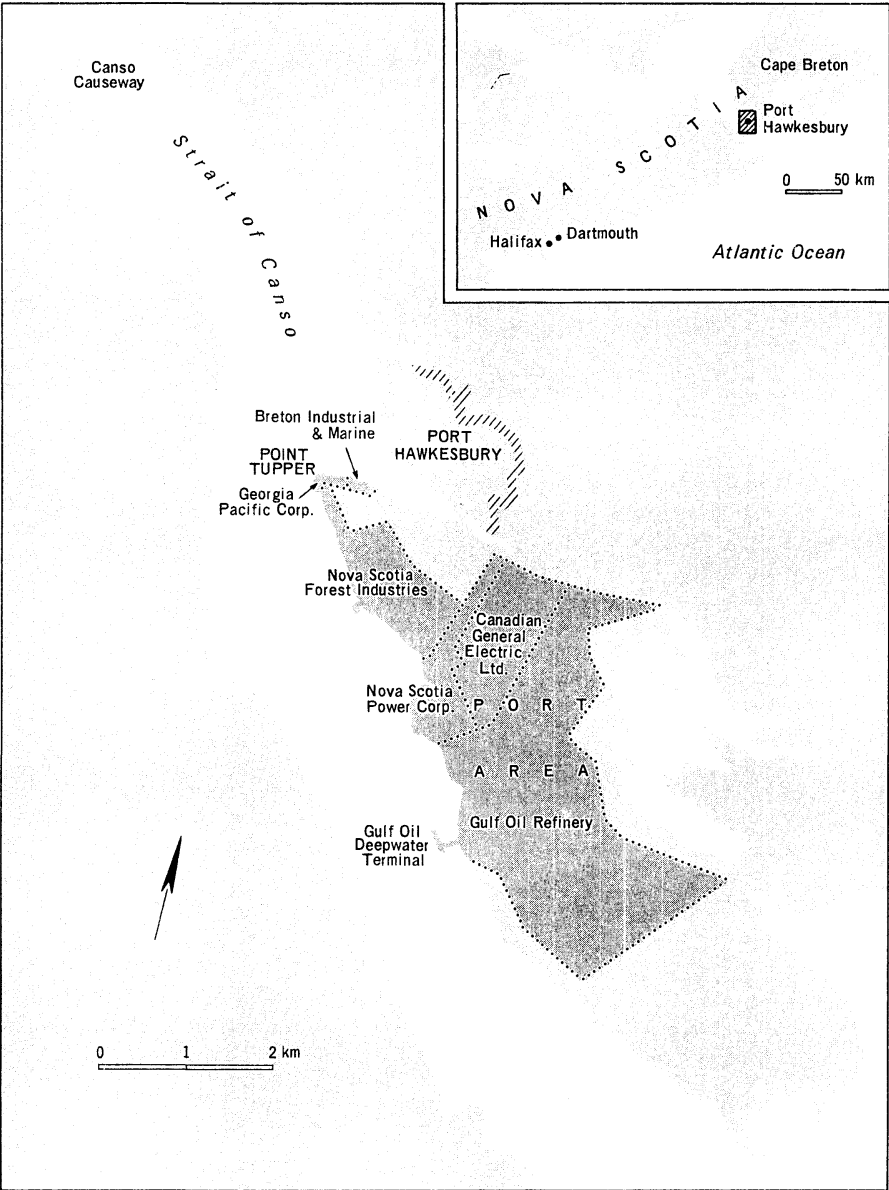 Canso
Causeway
Strait of Canso
Cape Breton
Port
Hawkesbury
NOVA SCOTIA
0 50 km
Halifax
Dartmouth
Atlantic Ocean
Breton Industrial
& Marine
POINT
TUPPER
Georgia
Pacific Corp.
PORT
HAWKESBURY
Nova Scotia
Forest Industries
Canadian
General
Electric
Ltd.
Nova Scotia
Power Corp.
PORT
AREA
Gulf Oil Refinery
Gulf Oil
Deepwater
Terminal
0 1 2 km